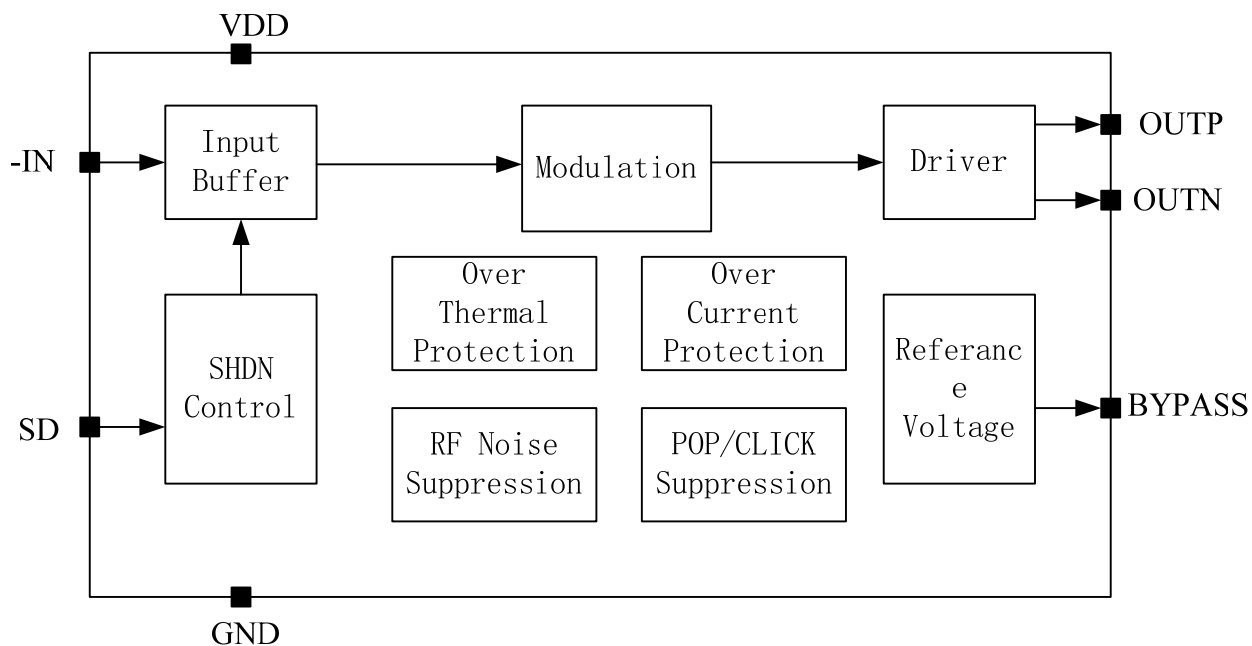 VDD
-IN
Input
Buffer
Modulation
Driver
OUTP
OUTN
Over
Thermal
Protection
Over
Current
Protection
SD
SHDN
Control
Referanc
e
Voltage
BYPASS
RF Noise
Suppression
POP/CLICK
Suppression
GND